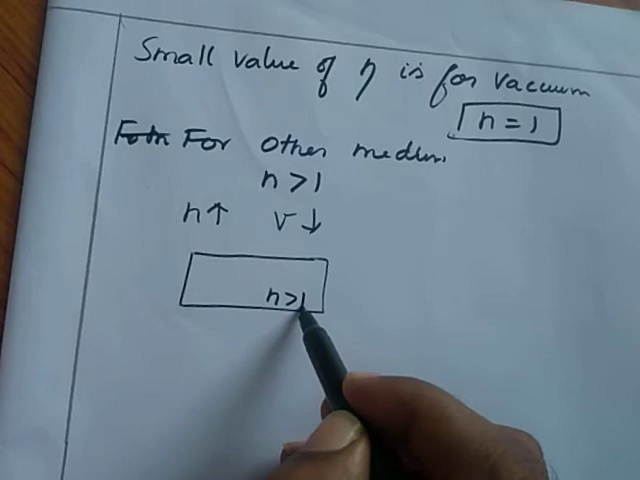 Small value of η is for vacuum
n = 1
For other medium
n > 1
n↑ v↓
n>1